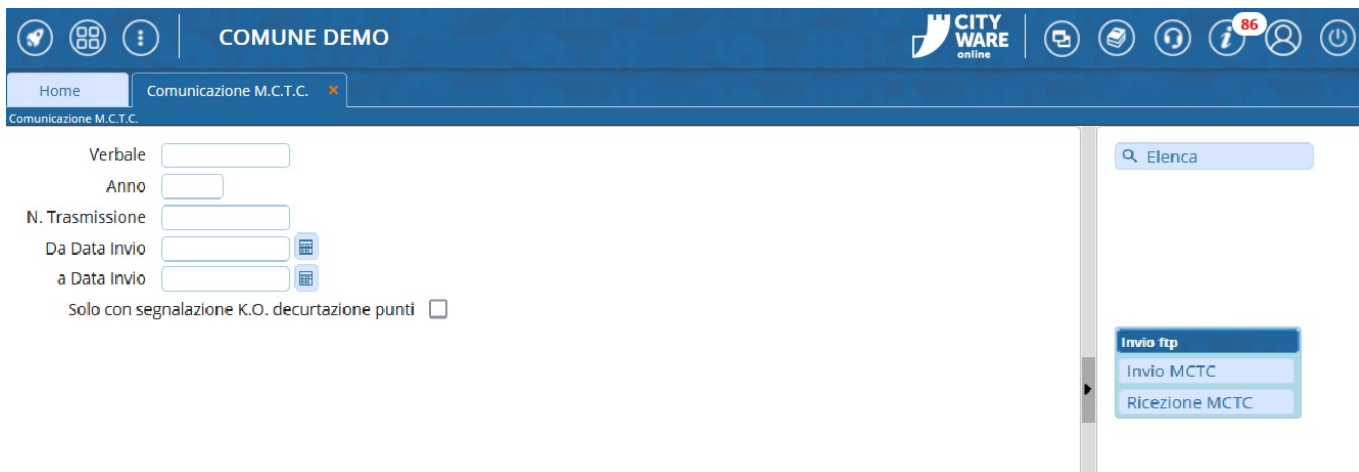 COMUNE DEMO
CITY
WARE
online
86
Home
Comunicazione M.C.T.C.
Comunicazione M.C.T.C.
Verbale
Anno
N. Trasmissione
Da Data Invio
a Data Invio
Solo con segnalazione K.O. decurtazione punti
Elenca
Invio ftp
Invio MCTC
Ricezione MCTC